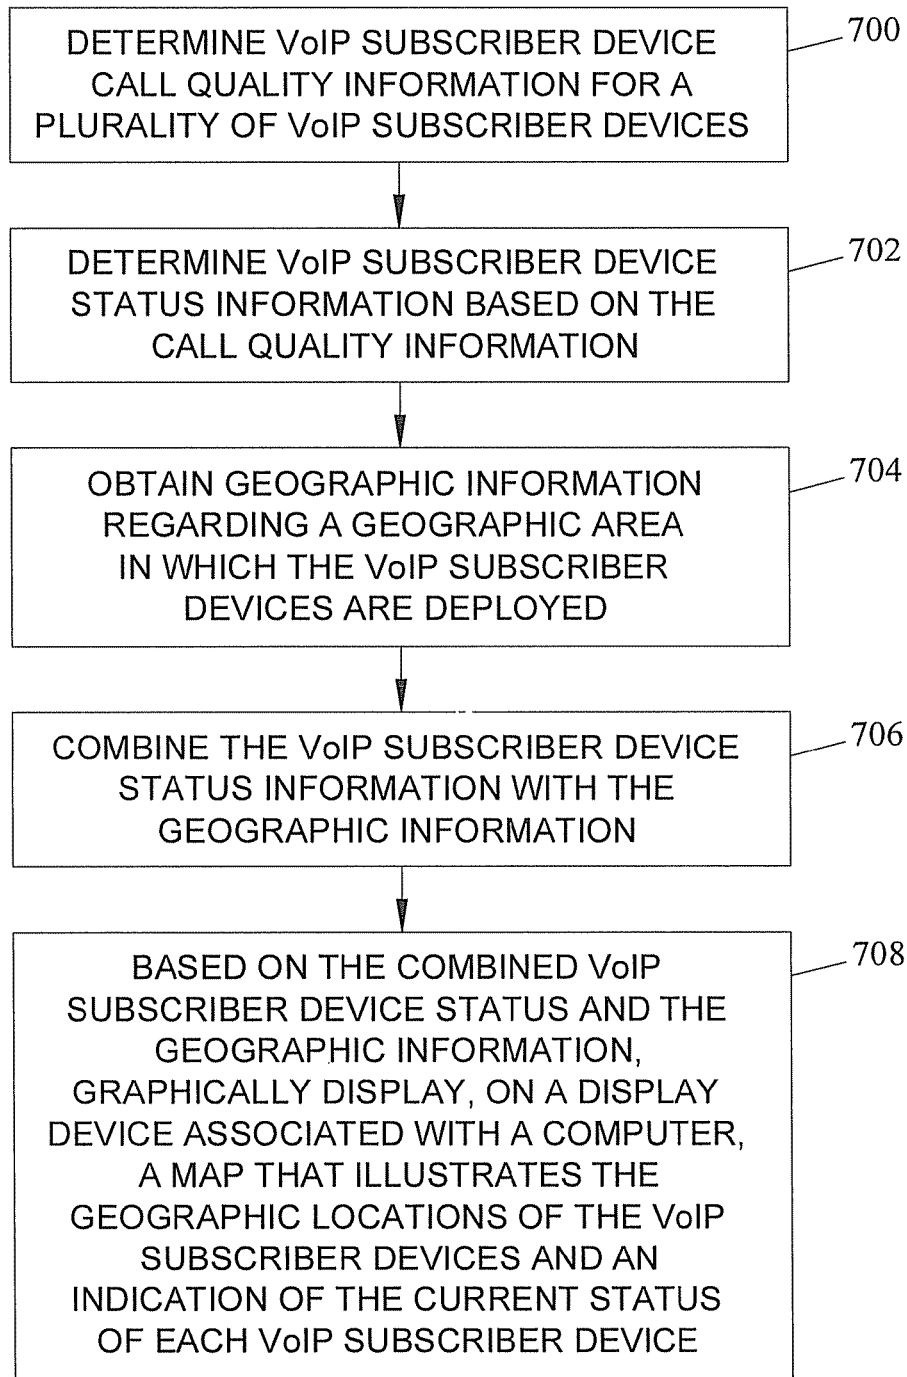 DETERMINE VoIP SUBSCRIBER DEVICE
CALL QUALITY INFORMATION FOR A
PLURALITY OF VoIP SUBSCRIBER DEVICES
700
DETERMINE VoIP SUBSCRIBER DEVICE
STATUS INFORMATION BASED ON THE
CALL QUALITY INFORMATION
702
OBTAIN GEOGRAPHIC INFORMATION
REGARDING A GEOGRAPHIC AREA
IN WHICH THE VoIP SUBSCRIBER
DEVICES ARE DEPLOYED
704
COMBINE THE VoIP SUBSCRIBER DEVICE
STATUS INFORMATION WITH THE
GEOGRAPHIC INFORMATION
706
BASED ON THE COMBINED VoIP
SUBSCRIBER DEVICE STATUS AND THE
GEOGRAPHIC INFORMATION,
GRAPHICALLY DISPLAY, ON A DISPLAY
DEVICE ASSOCIATED WITH A COMPUTER,
A MAP THAT ILLUSTRATES THE
GEOGRAPHIC LOCATIONS OF THE VoIP
SUBSCRIBER DEVICES AND AN
INDICATION OF THE CURRENT STATUS
OF EACH VoIP SUBSCRIBER DEVICE
708